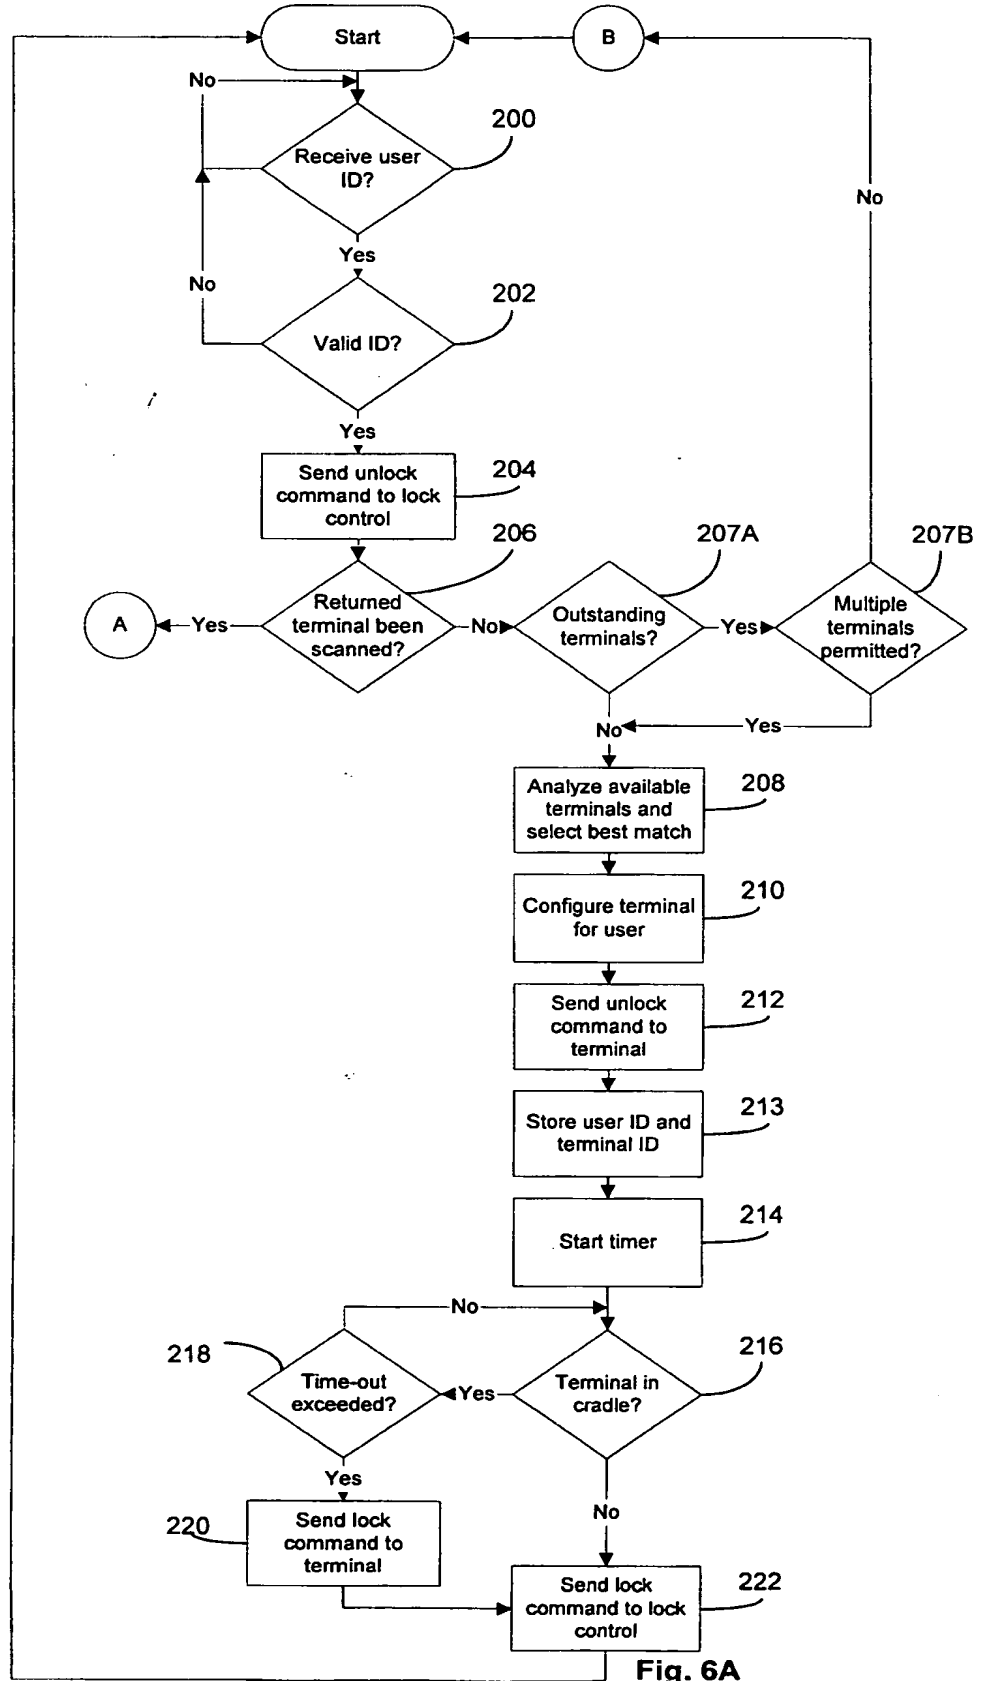 Start
B
No
200
Receive user
ID?
No
Yes
No
202
Valid ID?
Yes
Send unlock
command to lock
control
204
206
207A
207B
A
Yes
Returned
terminal been
scanned?
No
Outstanding
terminals?
Yes
Multiple
terminals
permitted?
No
Yes
Analyze available
terminals and
select best match
208
Configure terminal
for user
210
Send unlock
command to
terminal
212
Store user ID and
terminal ID
213
Start timer
214
No
218
Time-out
exceeded?
Yes
Terminal in
cradle?
216
Yes
No
220
Send lock
command to
terminal
Send lock
command to lock
control
222
Fig. 6A